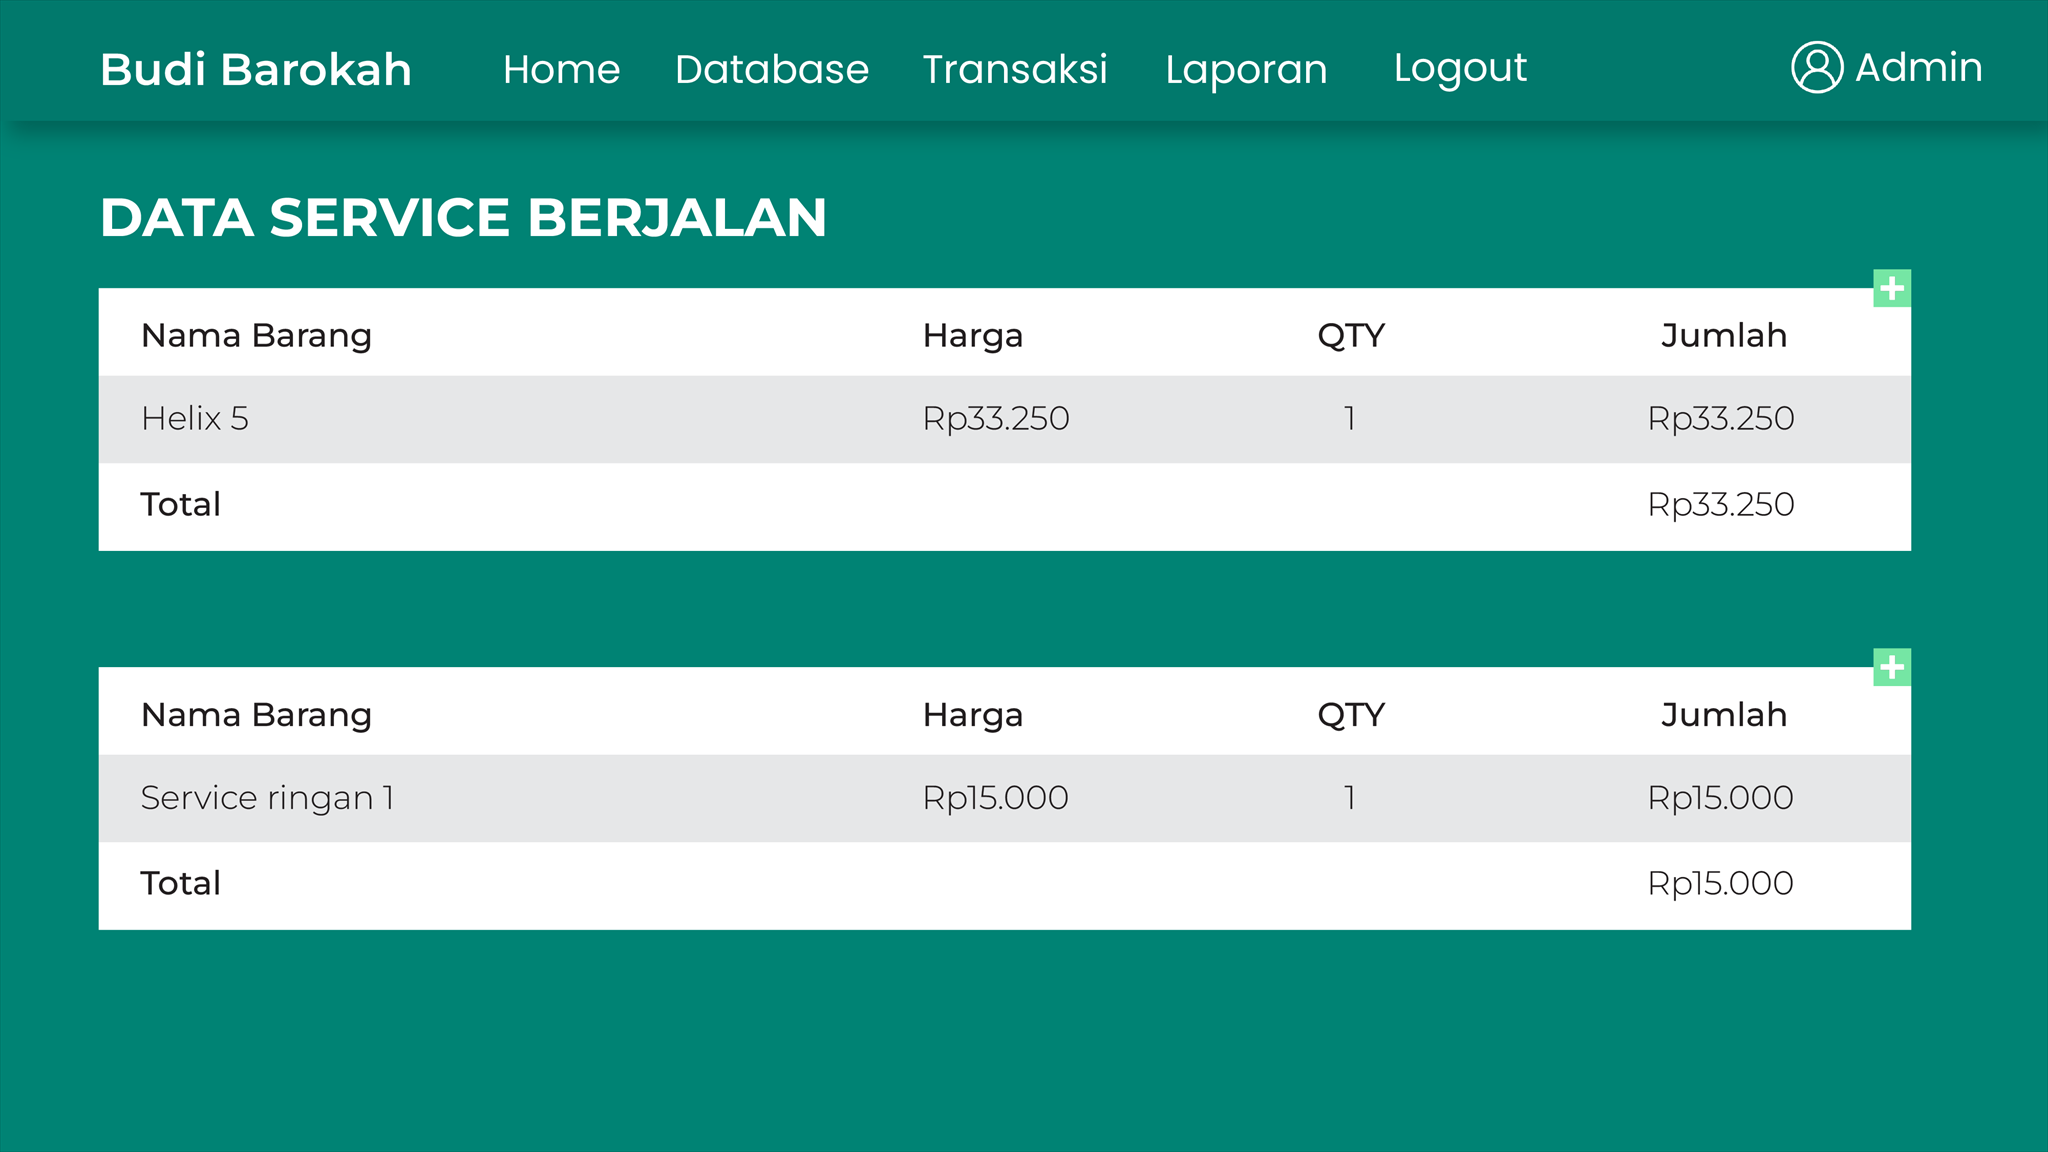 Budi Barokah Home Database Transaksi Laporan Logout Admin
DATA SERVICE BERJALAN
Nama Barang Harga QTY Jumlah
Helix 5 Rp33.250 1 Rp33.250
Total Rp33.250
Nama Barang Harga QTY Jumlah
Service ringan 1 Rp15.000 1 Rp15.000
Total Rp15.000